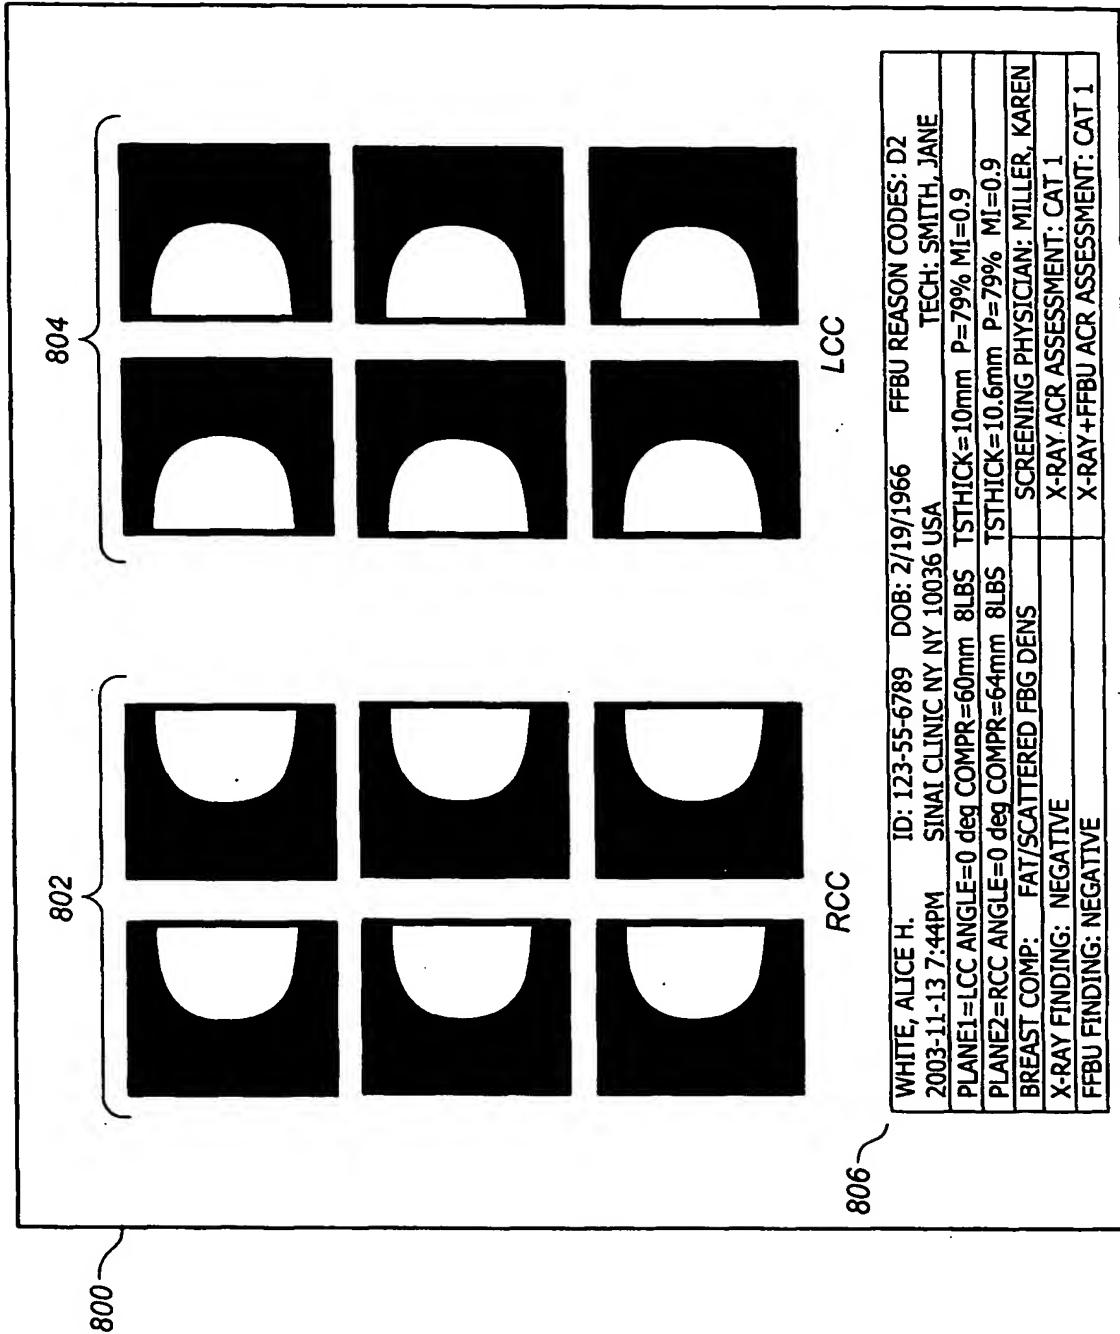 800
802
804
RCC
LCC
806
WHITE, ALICE H. ID: 123-55-6789 DOB: 2/19/1966 FFBU REASON CODES: D2
2003-11-13 7:44PM SINAI CLINIC NY NY 10036 USA TECH: SMITH, JANE
PLANE1=LCC ANGLE=0 deg COMPR=60mm 8LBS TSTHICK=10mm P=79% MI=0.9
PLANE2=RCC ANGLE=0 deg COMPR=64mm 8LBS TSTHICK=10.6mm P=79% MI=0.9
BREAST COMP: FAT/SCATTERED FBG DENS SCREENING PHYSICIAN: MILLER, KAREN
X-RAY FINDING: NEGATIVE X-RAY ACR ASSESSMENT: CAT 1
FFBU FINDING: NEGATIVE X-RAY+FFBU ACR ASSESSMENT: CAT 1